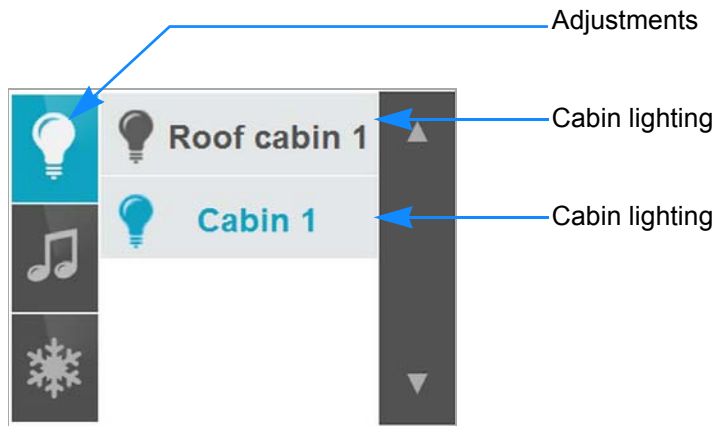 Adjustments
Roof cabin 1
Cabin lighting
Cabin 1
Cabin lighting